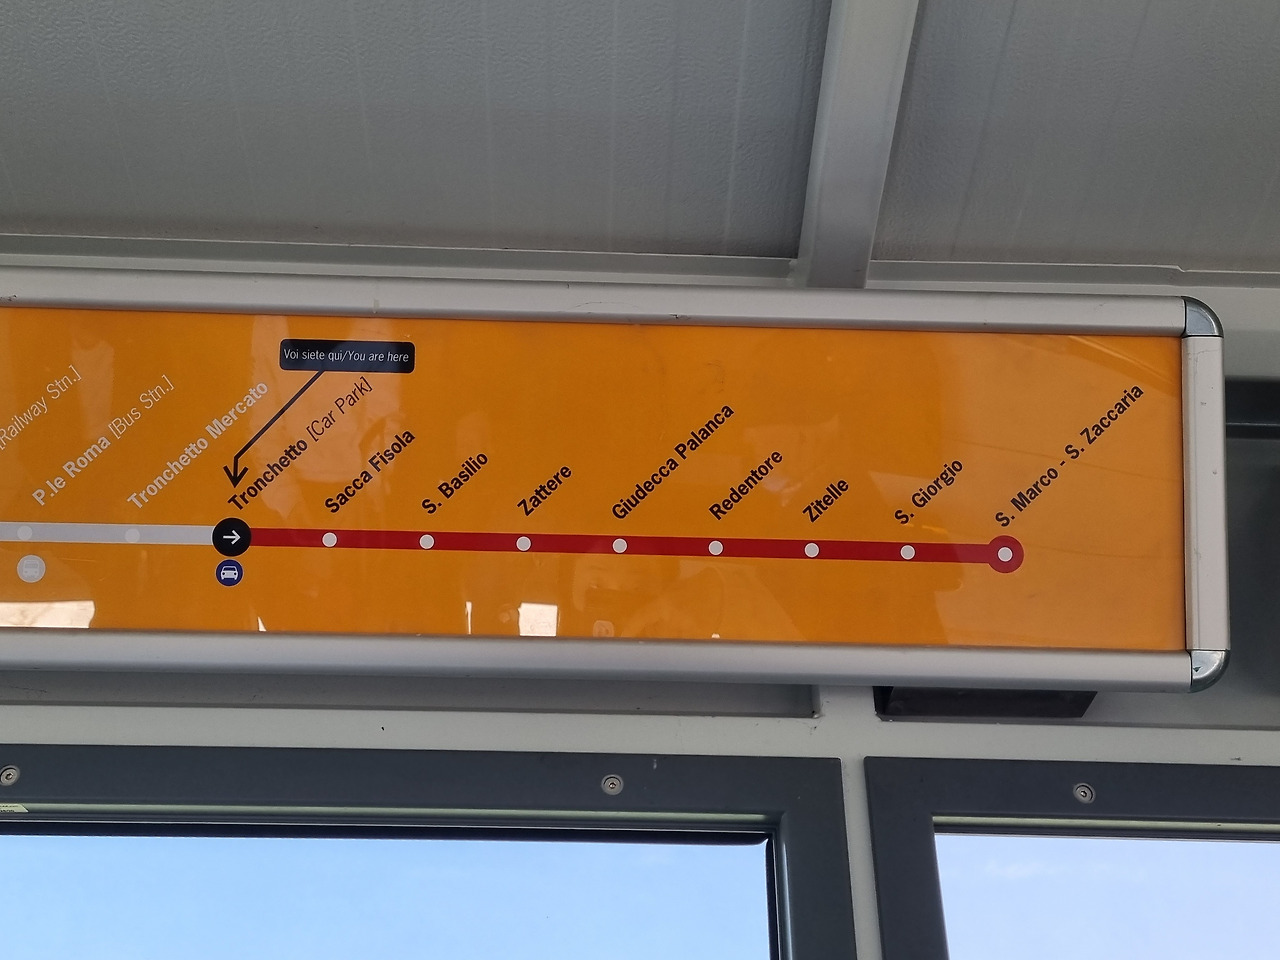 Voi siete qui/You are here
Railway Stn.]
P.le Roma [Bus Stn.]
Tronchetto Mercato
Tronchetto [Car Park]
Sacca Fisola
S. Basilio
Zattere
Giudecca Palanca
Redentore
Zitelle
S. Giorgio
S. Marco - S. Zaccaria